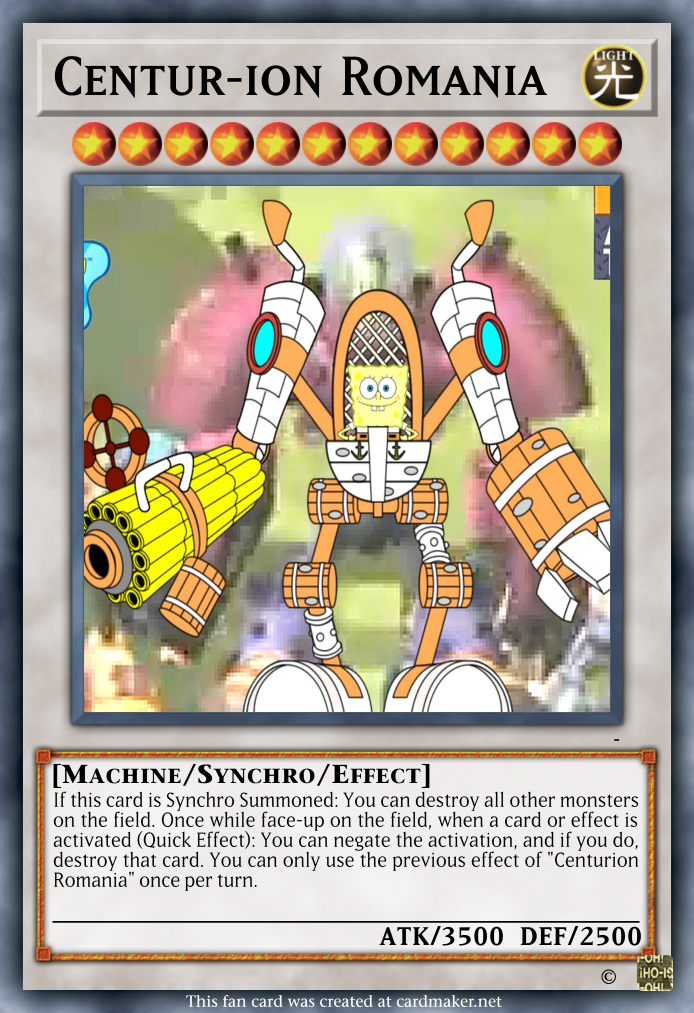 Centur-ion Romania
LIGHT
光
-
[Machine/Synchro/Effect]
If this card is Synchro Summoned: You can destroy all other monsters
on the field. Once while face-up on the field, when a card or effect is
activated (Quick Effect): You can negate the activation, and if you do,
destroy that card. You can only use the previous effect of "Centurion
Romania" once per turn.
ATK/3500 DEF/2500
©
This fan card was created at cardmaker.net